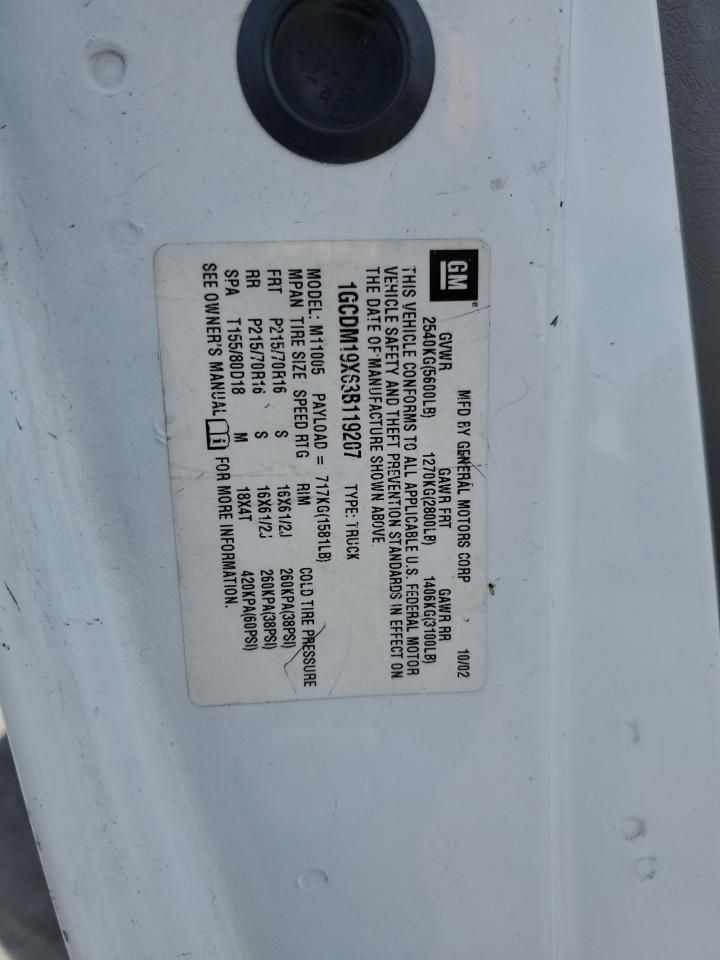 GM
MFD BY GENERAL MOTORS CORP 10/02
GVWR GAWR FRT GAWR RR
2540KG(5600LB) 1270KG(2800LB) 1406KG(3100LB)
THIS VEHICLE CONFORMS TO ALL APPLICABLE U.S. FEDERAL MOTOR
VEHICLE SAFETY AND THEFT PREVENTION STANDARDS IN EFFECT ON
THE DATE OF MANUFACTURE SHOWN ABOVE.
1GCDM19X63B119207 TYPE: TRUCK
MODEL: M11005 PAYLOAD = 717KG(1581LB)
MPAN TIRE SIZE SPEED RTG RIM COLD TIRE PRESSURE
FRT P215/70R16 S 16X61/2J 260KPA(38PSI)
RR P215/70R16 S 16X61/2J 260KPA(38PSI)
SPA T155/80D18 M 18X4T 420KPA(60PSI)
SEE OWNER'S MANUAL FOR MORE INFORMATION.